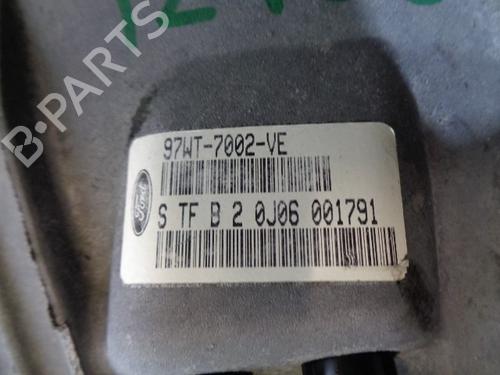 B-PARTS
97WT-7002-VE
Ford
S TF B 2 0J06 001791